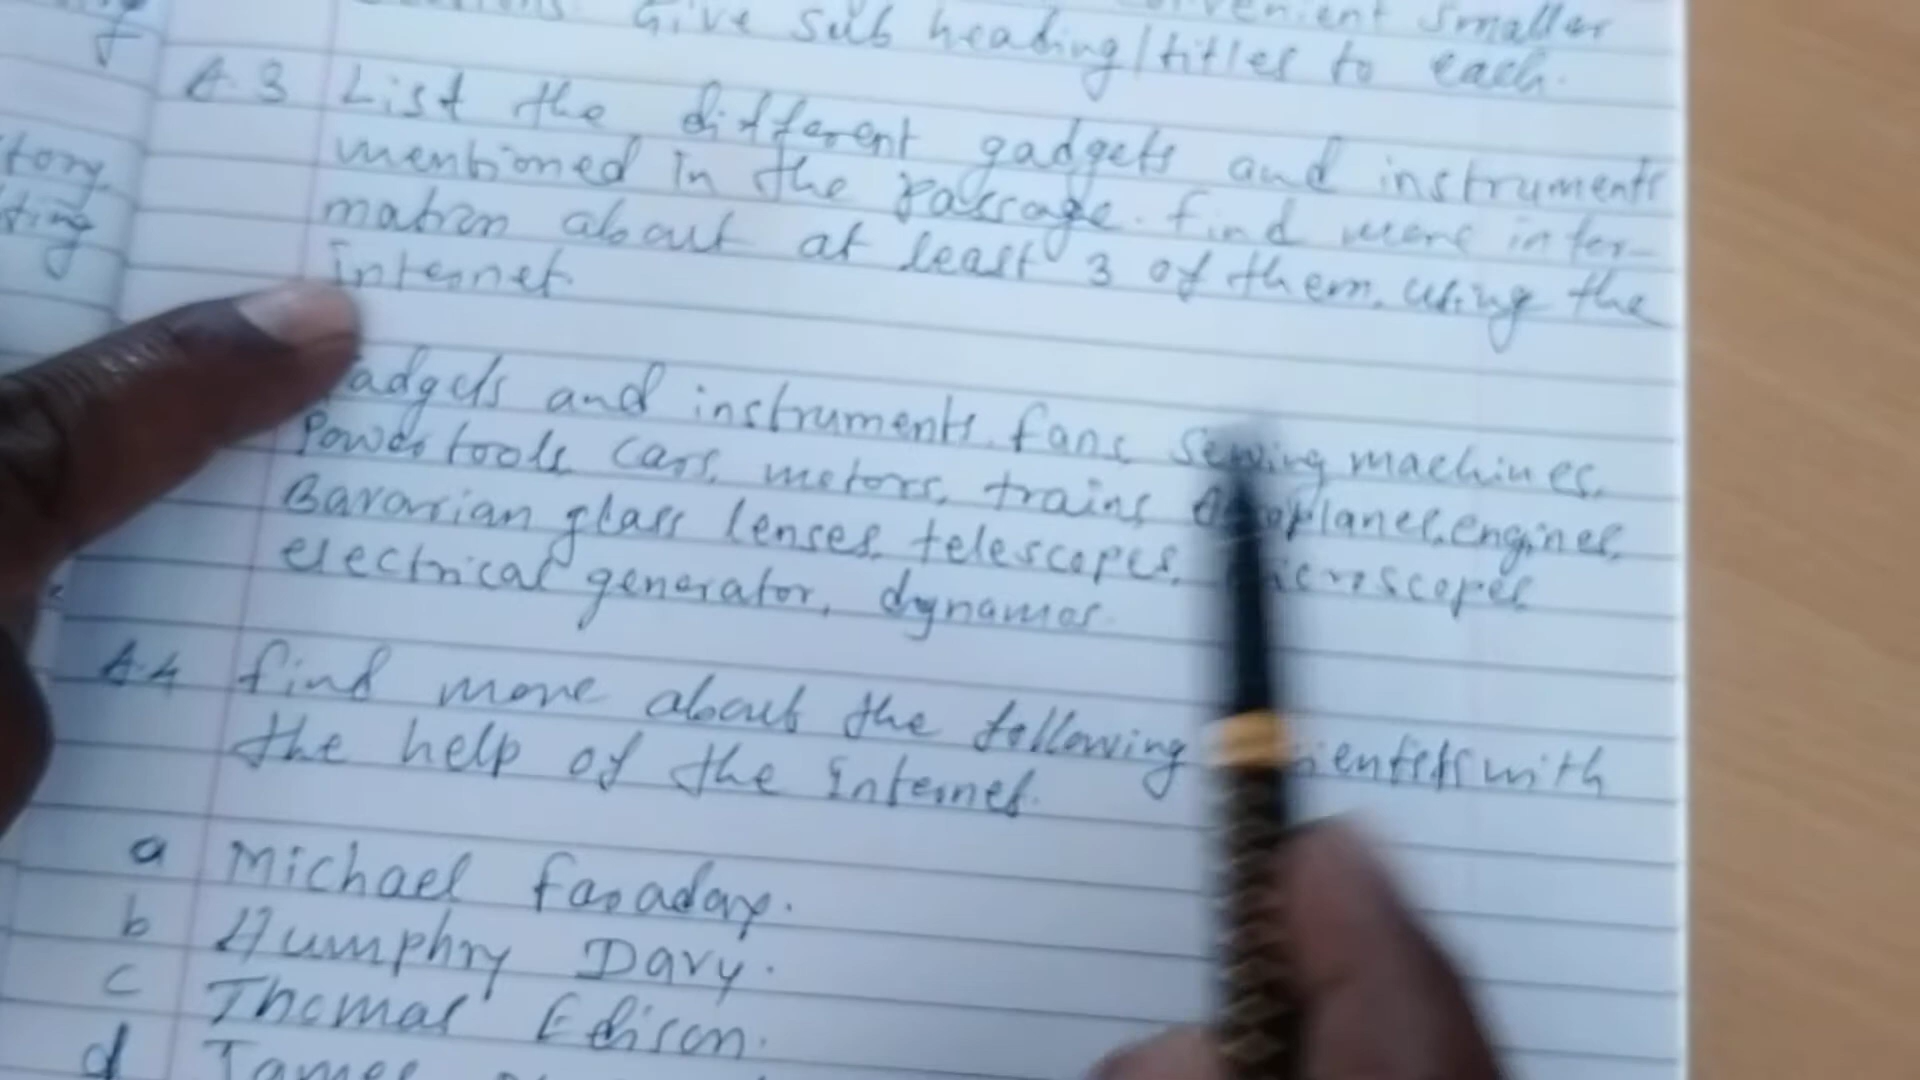 Give sub heading/titles to each.
smaller
A.3 List the different gadgets and instruments
mentioned in the passage. find more infor-
mation about at least 3 of them, using the
internet.
adgets and instruments. fans sewing machines,
Power tools cars, motors, trains engines,
Bavarian glass lenses, telescopes,
electrical generator, dynamos.
A.4 find more about the following with
the help of the internet.
a Michael faraday.
b Humphry Davy.
c Thomas Edison.
d James